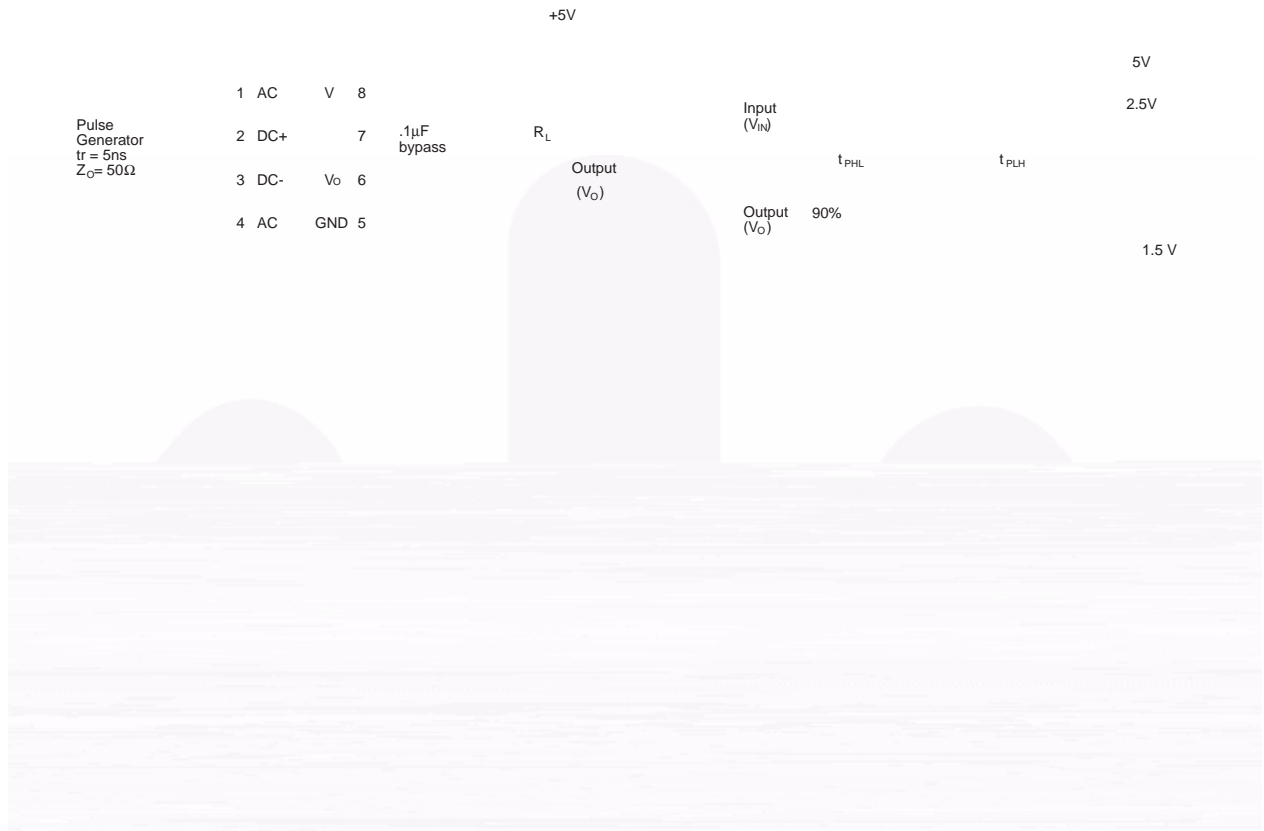 +5V
Pulse
Generator
tr = 5ns
Z_O= 50Ω
1 AC V 8
2 DC+ 7
3 DC- VO 6
4 AC GND 5
.1μF
bypass
R_L
Output
(V_O)
Input
(V_IN)
5V
2.5V
t_PHL t_PLH
Output 90%
(V_O)
1.5 V